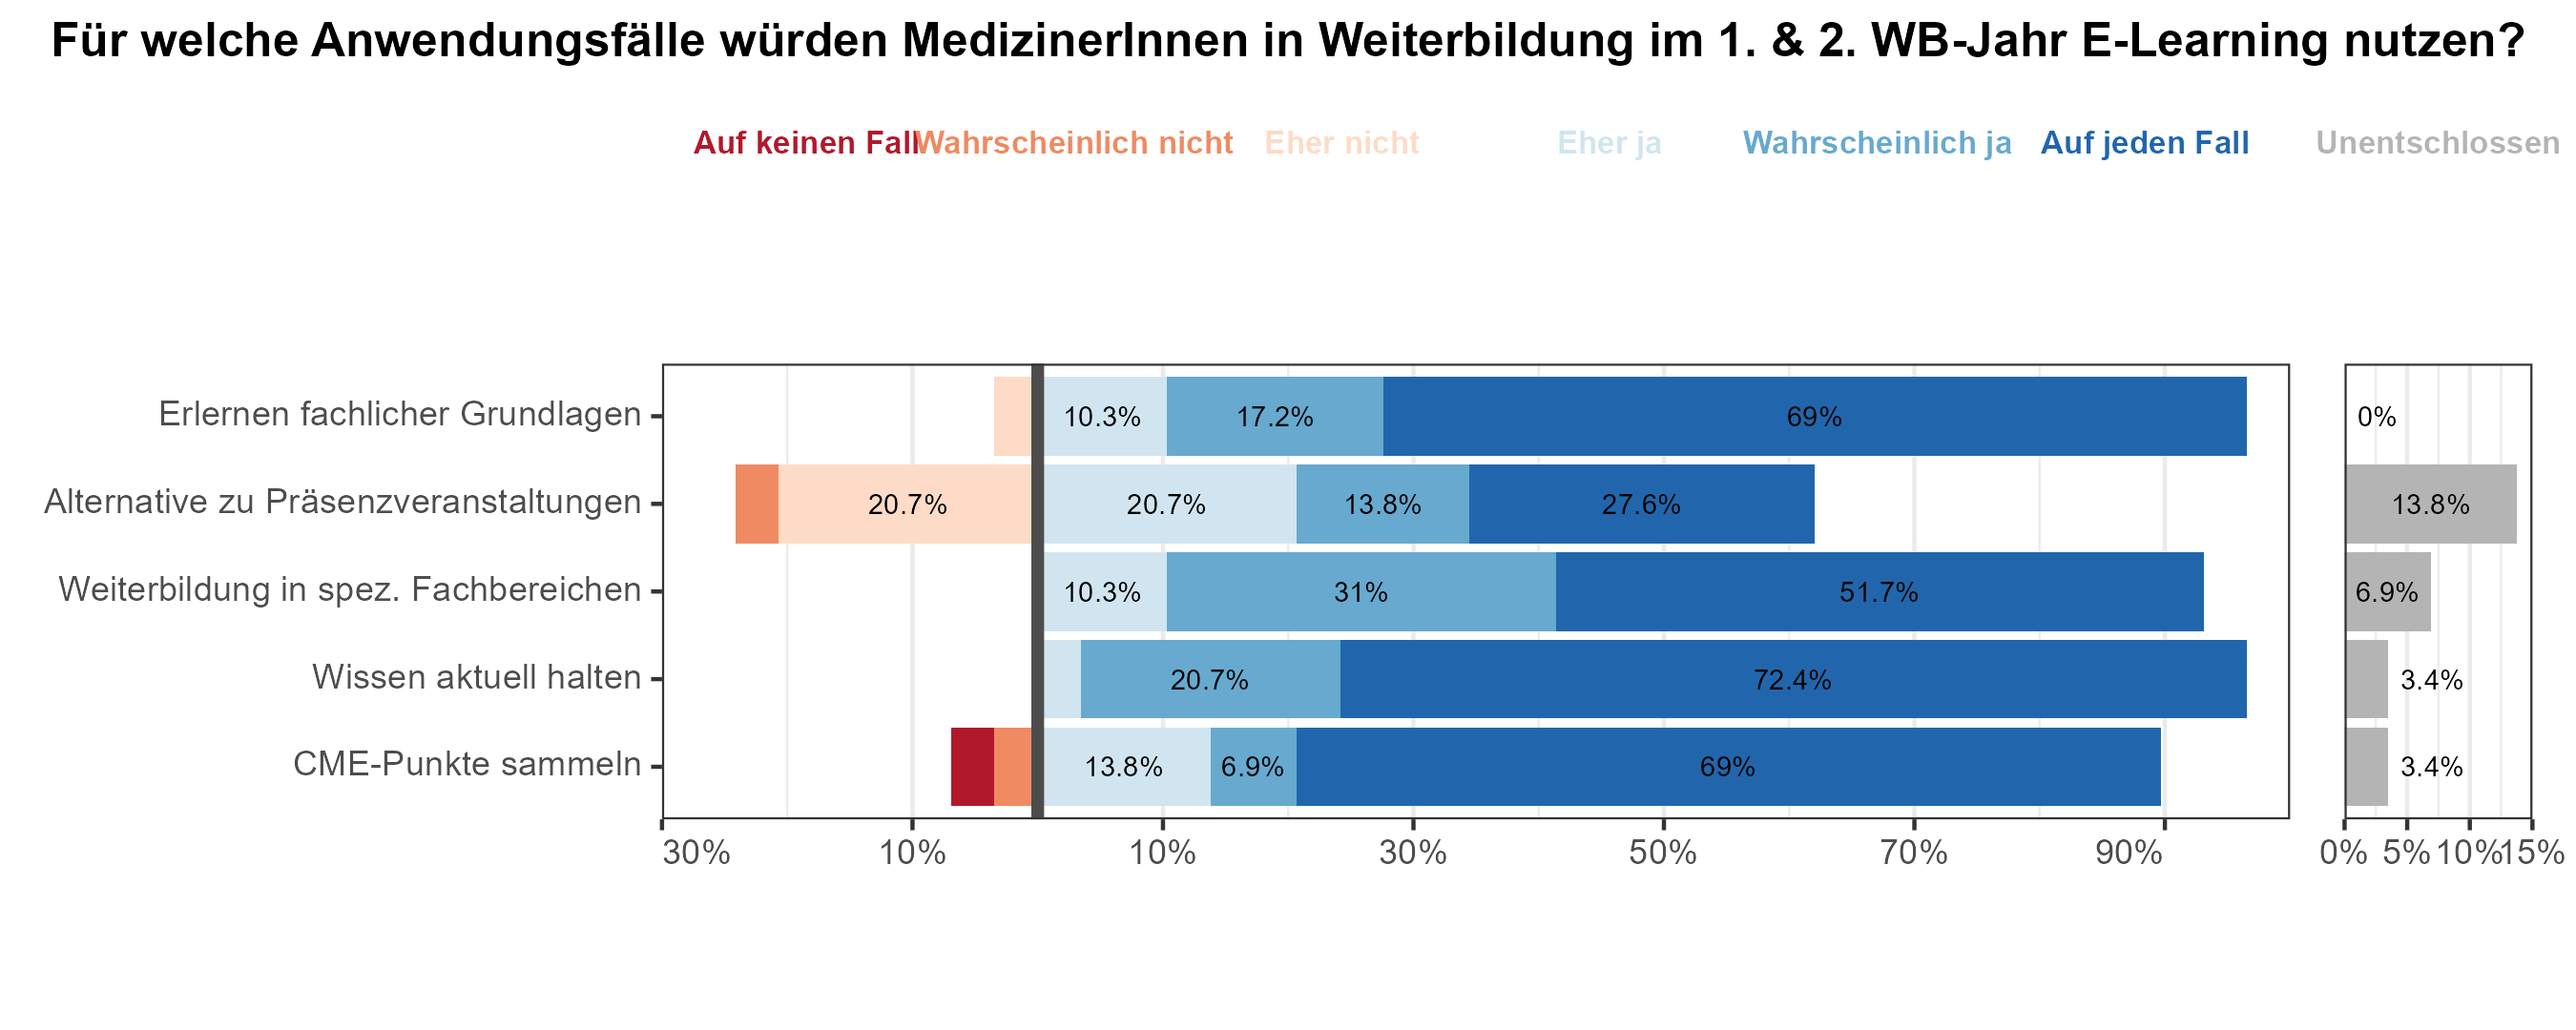 Für welche Anwendungsfälle würden MedizinerInnen in Weiterbildung im 1. & 2. WB-Jahr E-Learning nutzen?
Auf keinen Fall Wahrscheinlich nicht Eher nicht Eher ja Wahrscheinlich ja Auf jeden Fall Unentschlossen
Erlernen fachlicher Grundlagen 10.3% 17.2% 69% 0%
Alternative zu Präsenzveranstaltungen 20.7% 20.7% 13.8% 27.6% 13.8%
Weiterbildung in spez. Fachbereichen 10.3% 31% 51.7% 6.9%
Wissen aktuell halten 20.7% 72.4% 3.4%
CME-Punkte sammeln 13.8% 6.9% 69% 3.4%
30% 10% 10% 30% 50% 70% 90% 0% 5% 10% 15%